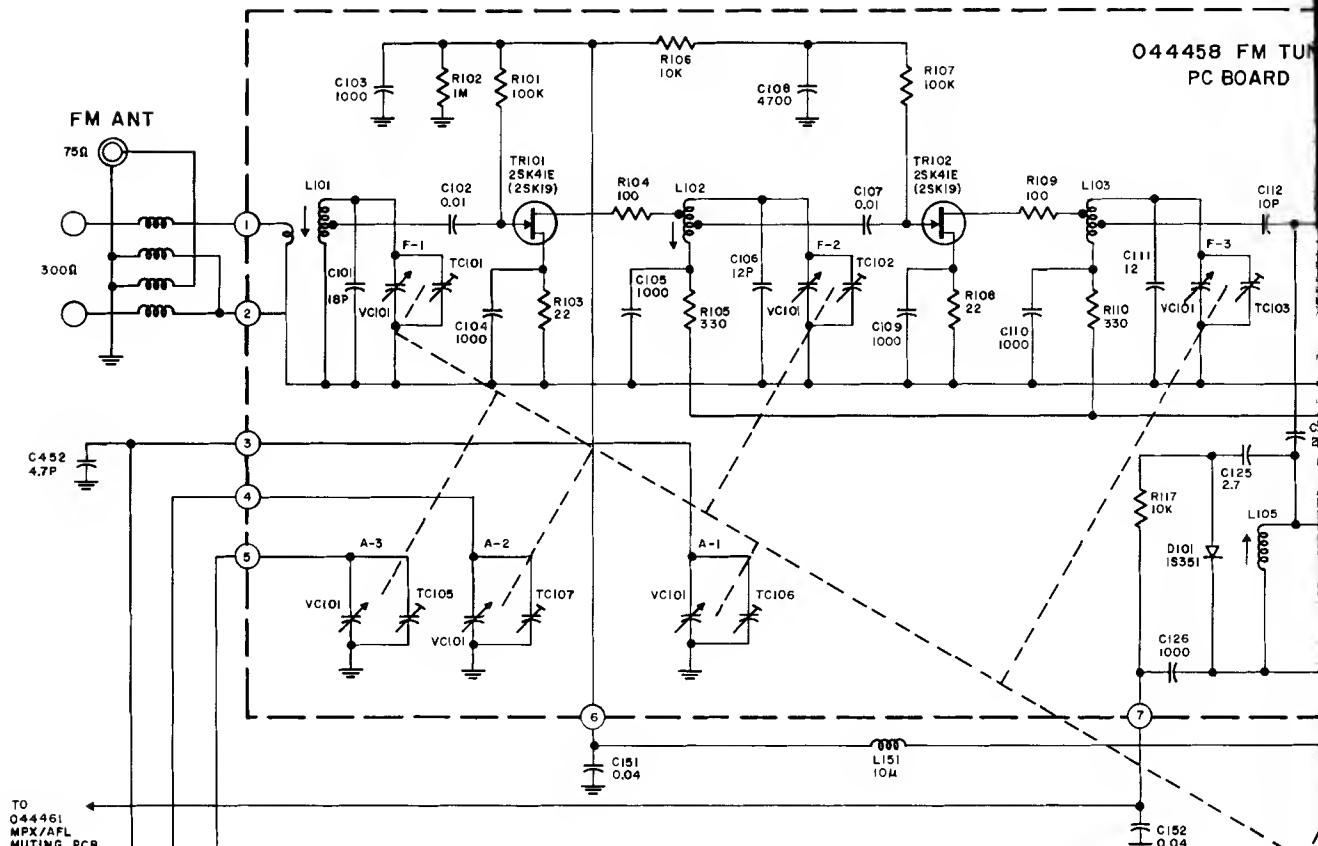 044458 FM TUN
PC BOARD
FM ANT
75Ω
300Ω
C103
1000
R102
1M
R101
100K
R106
10K
C108
4700
R107
100K
TR101
2SK41E
(2SK19)
TR102
2SK41E
(2SK19)
L101
C102
0.01
R104
100
L102
C107
0.01
R109
100
L103
C112
10P
1
F-1
TC101
C101
18P
VC101
C104
1000
R103
22
C105
1000
R105
330
C106
12P
F-2
TC102
VC101
C109
1000
R108
22
C110
1000
R110
330
C111
12
F-3
VC101
TC103
2
3
C452
4.7P
4
5
A-3
A-2
A-1
VC101
TC105
VC101
TC107
VC101
TC106
C125
2.7
R117
10K
L105
D101
1S351
C126
1000
6
7
C151
0.04
L151
10µ
C152
0.04
TO
044461
MPX/AFL
MUTING PCB